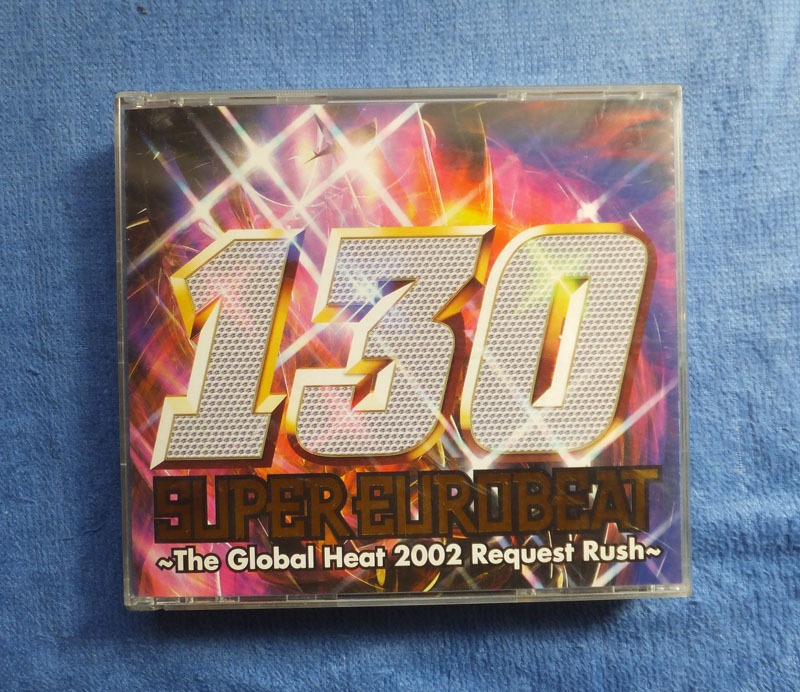 130
SUPER EUROBEAT
~The Global Heat 2002 Request Rush~